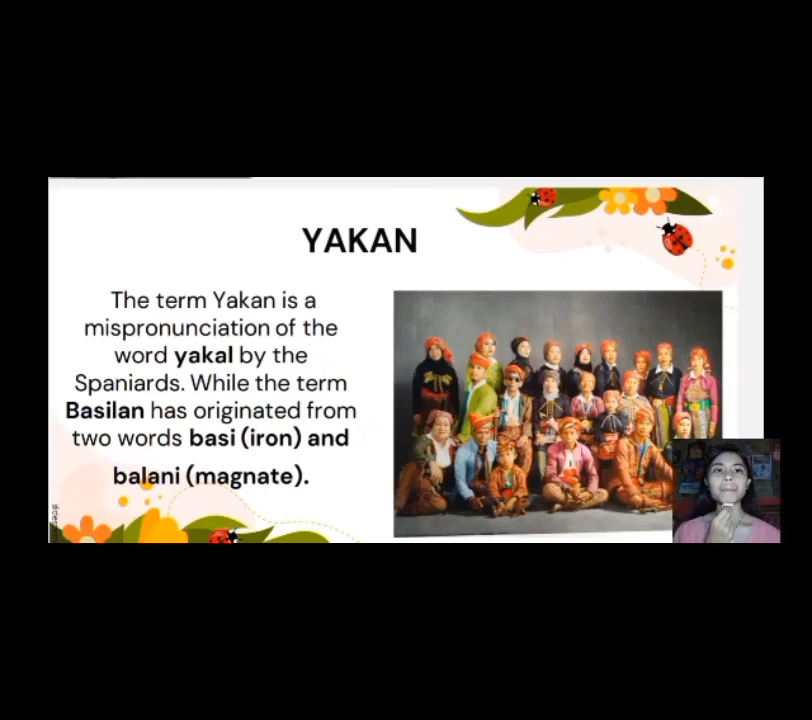 YAKAN
The term Yakan is a
mispronunciation of the
word yakal by the
Spaniards. While the term
Basilan has originated from
two words basi (iron) and
balani (magnate).